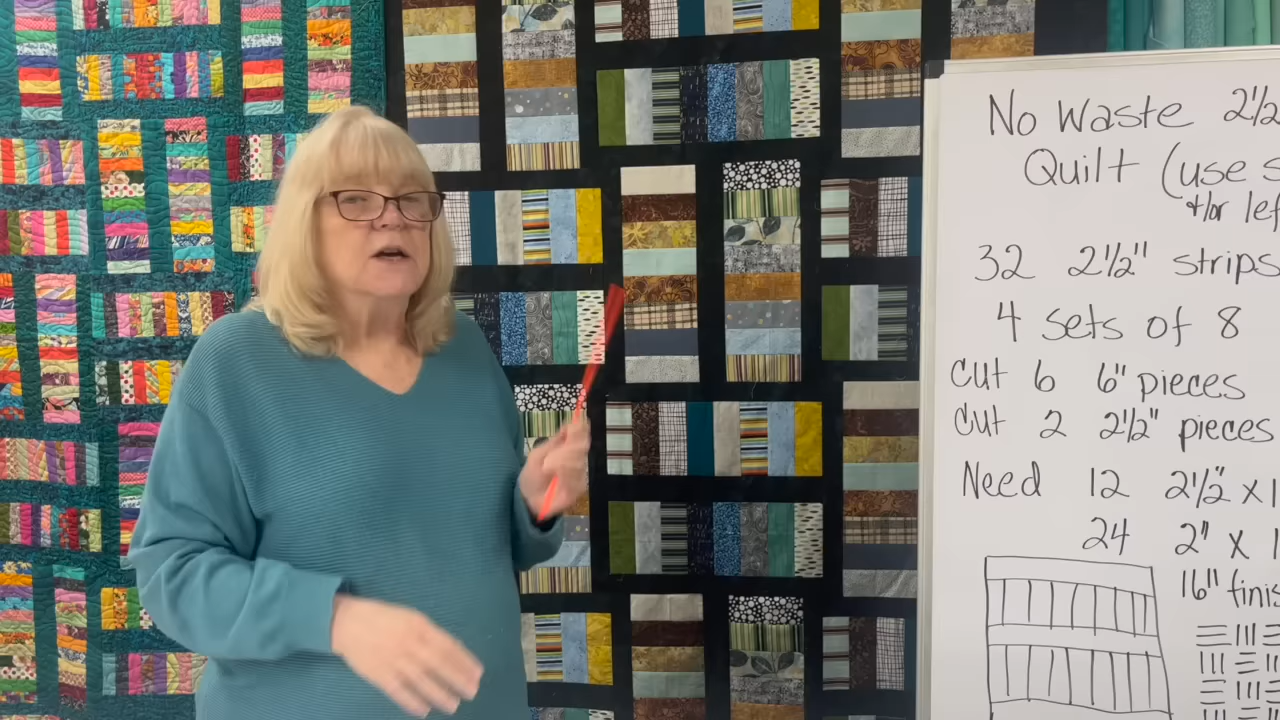 No Waste 2½
Quilt (use s
+/or lef
32 2½" strips
4 sets of 8
Cut 6 6" pieces
Cut 2 2½" pieces
Need 12 2½" x 1
24 2" x 1
16" finis